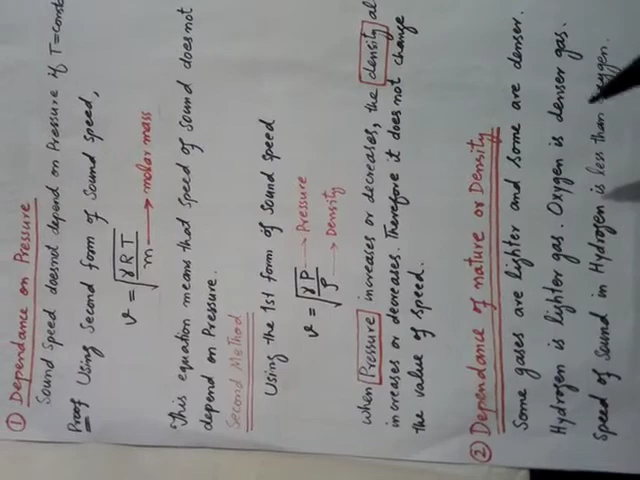 ① Dependance on Pressure
Sound speed doesnot depend on Pressure if T=const
Proof Using Second form of Sound Speed,
v = √(γRT/m) → molar mass
This equation means that Speed of Sound does not
depend on Pressure.
Second Method
Using the 1st form of Sound Speed
v = √(γP/ρ) → Pressure → Density
when Pressure increases or decreases, the density al
increases or decreases. Therefore it does not change
the value of speed.
② Dependance of nature or Density
Some gases are lighter and some are denser.
Hydrogen is lighter gas. Oxygen is denser gas.
Speed of Sound in Hydrogen is less than